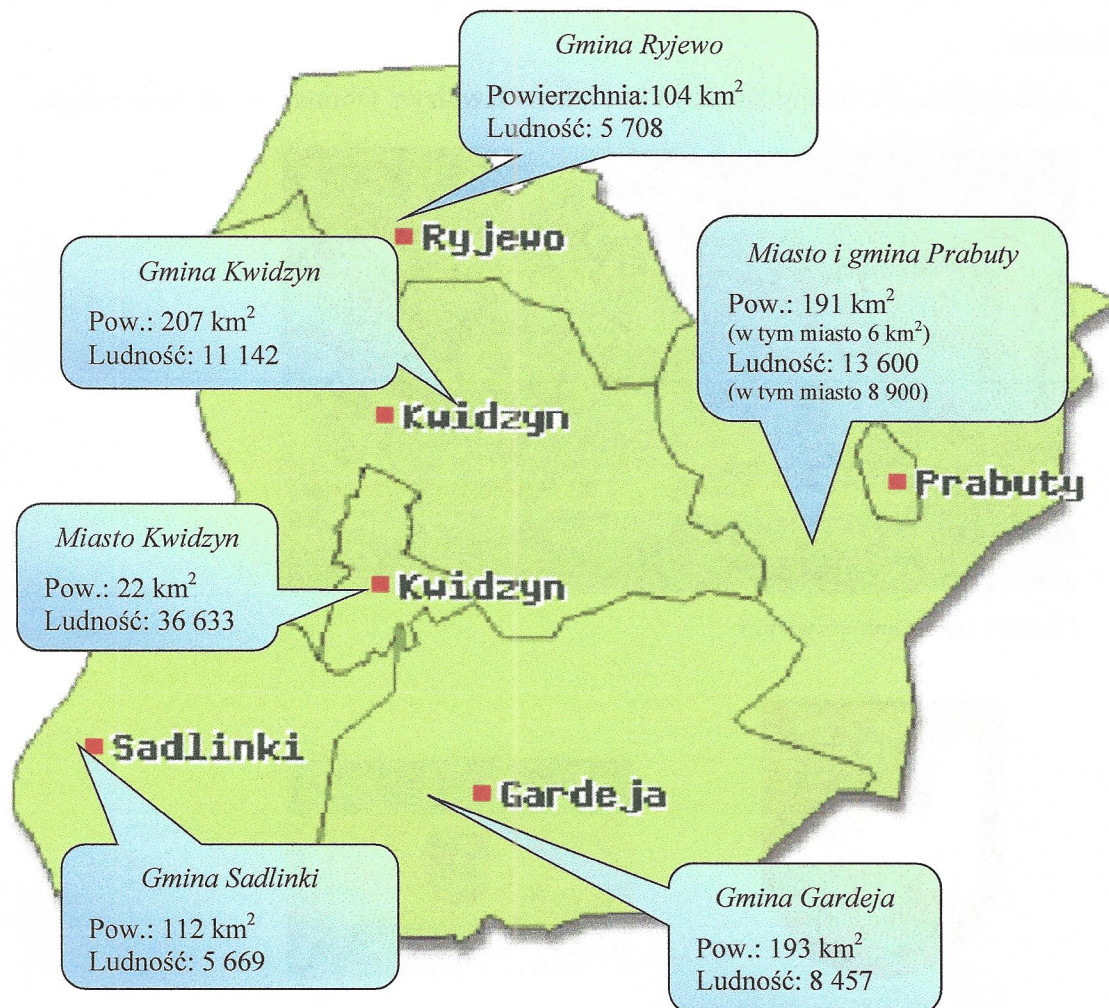 Gmina Ryjewo
Powierzchnia:104 km²
Ludność: 5 708
Ryjewo
Gmina Kwidzyn
Pow.: 207 km²
Ludność: 11 142
Miasto i gmina Prabuty
Pow.: 191 km²
(w tym miasto 6 km²)
Ludność: 13 600
(w tym miasto 8 900)
Kwidzyn
Prabuty
Miasto Kwidzyn
Pow.: 22 km²
Ludność: 36 633
Kwidzyn
Sadlinki
Gardeja
Gmina Sadlinki
Pow.: 112 km²
Ludność: 5 669
Gmina Gardeja
Pow.: 193 km²
Ludność: 8 457